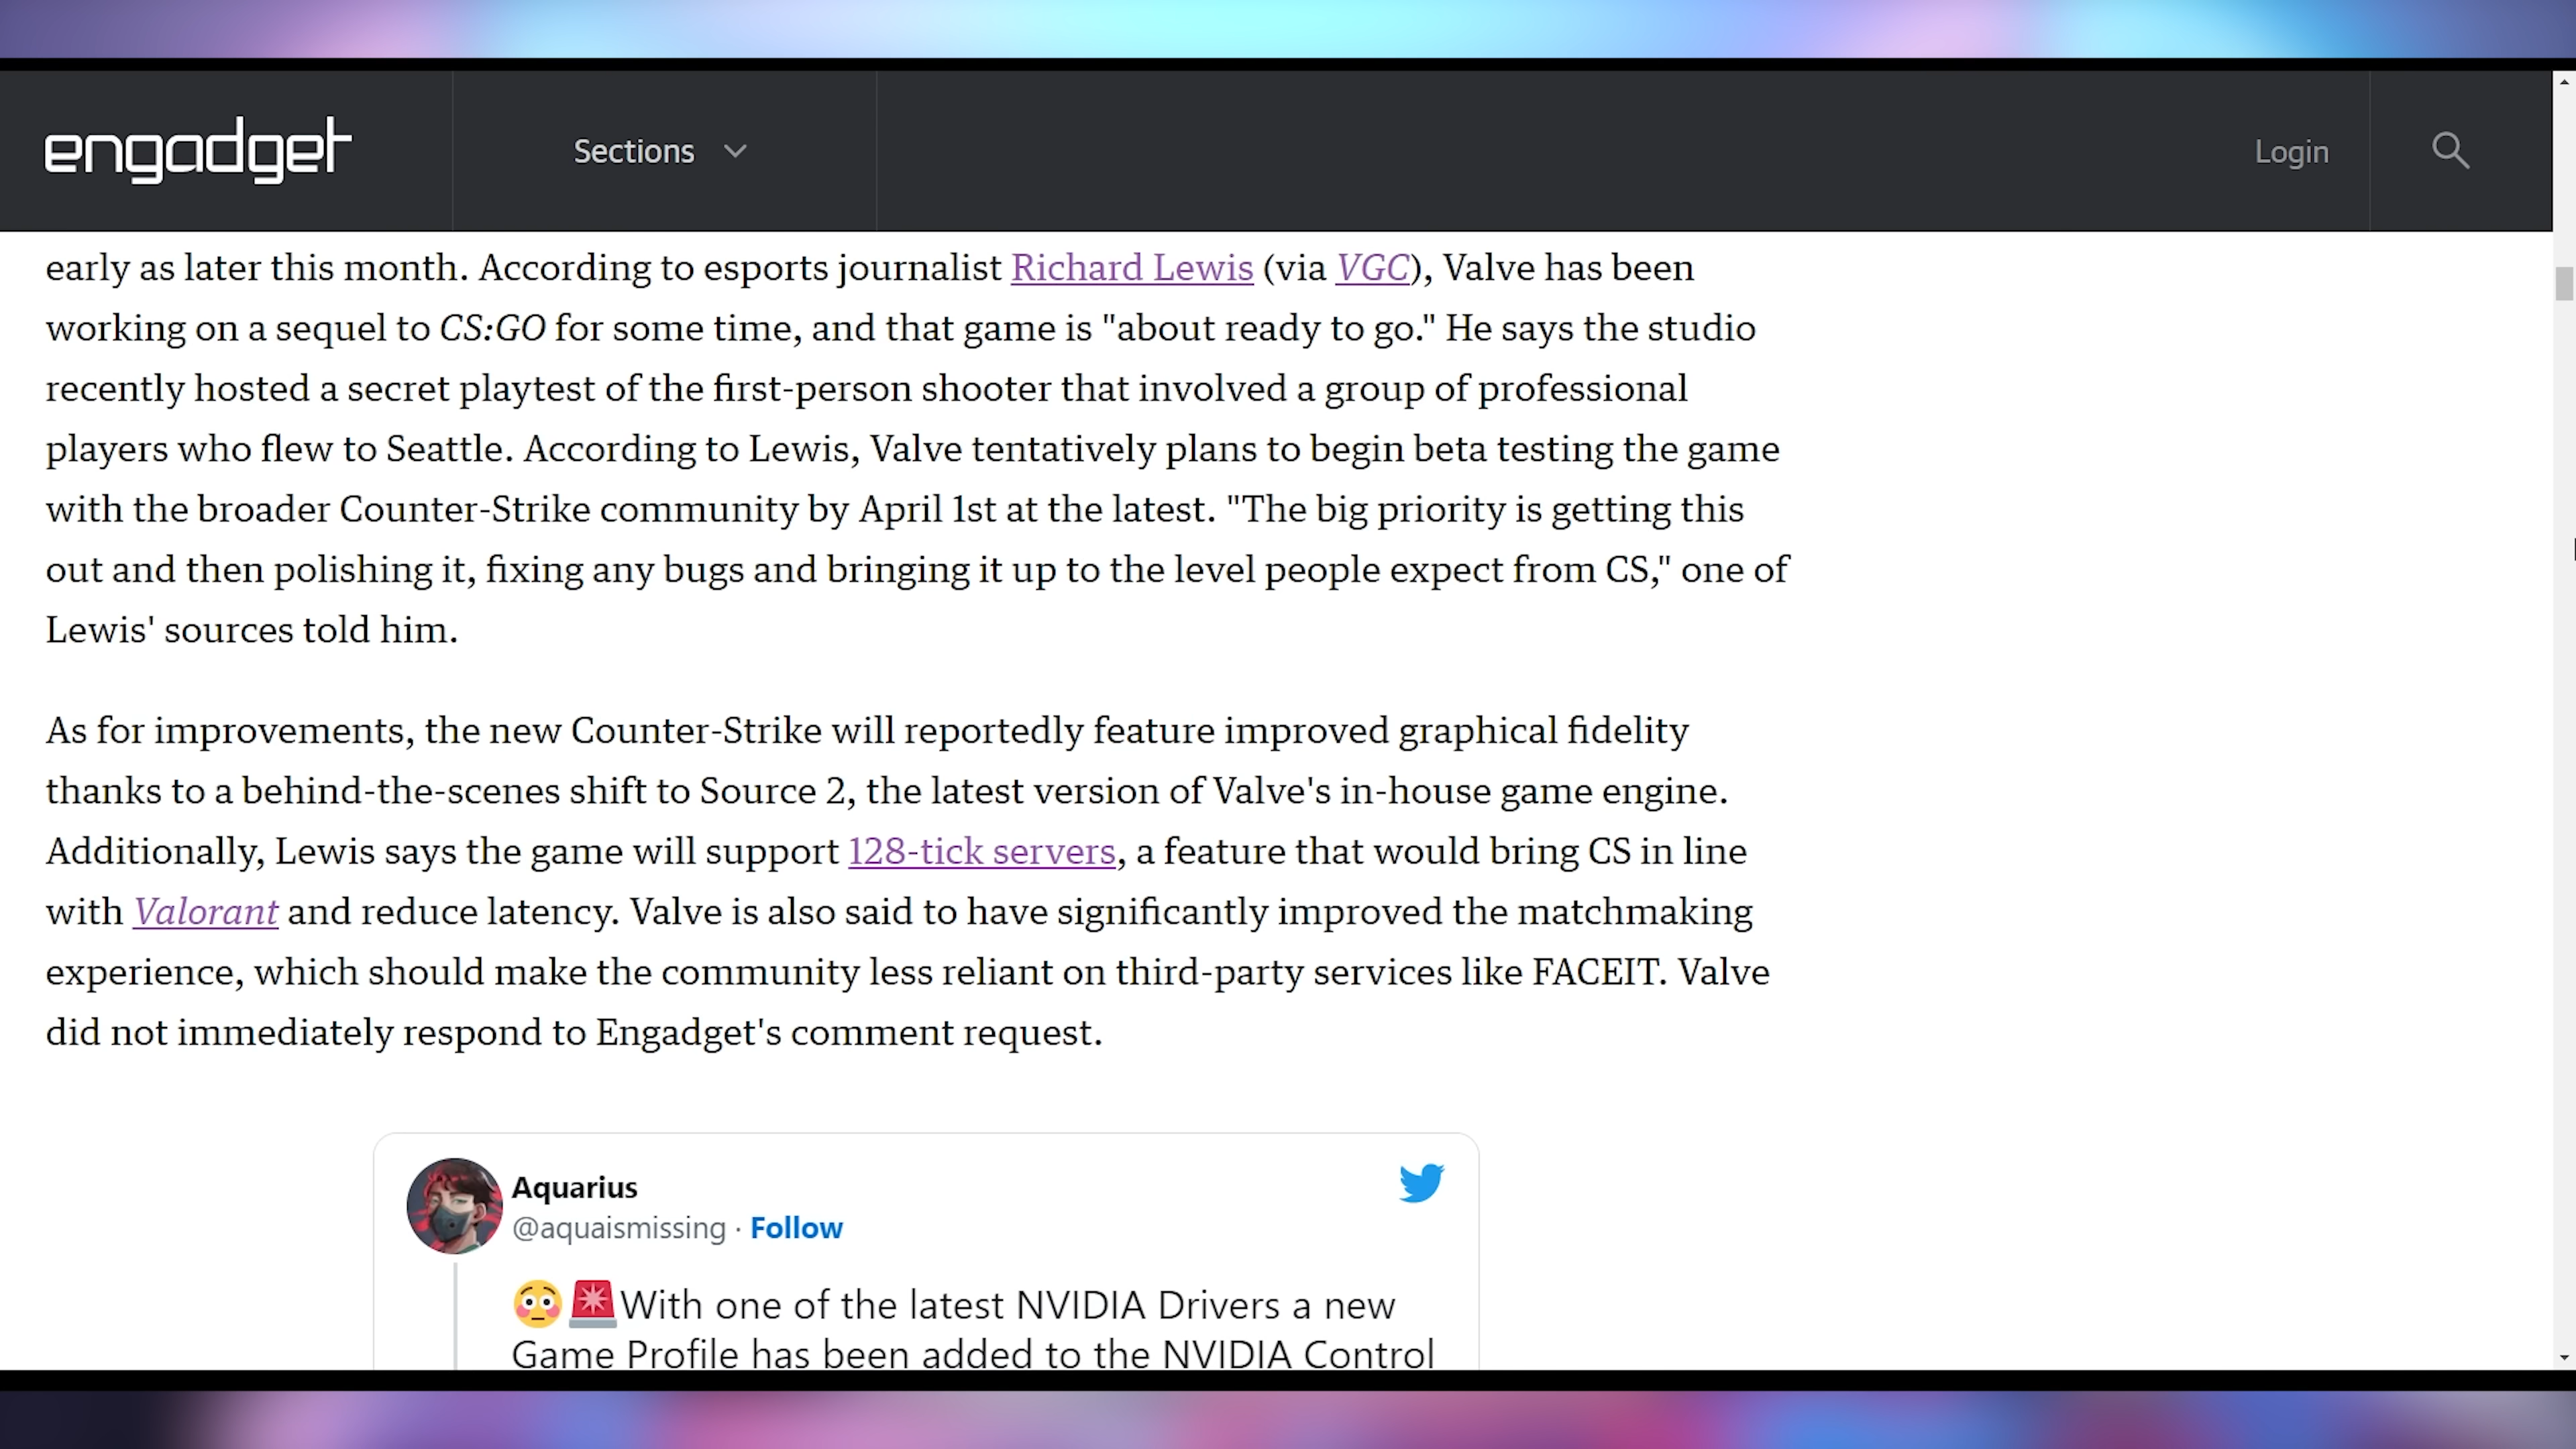 engadget
Sections
Login
early as later this month. According to esports journalist Richard Lewis (via VGC), Valve has been
working on a sequel to CS:GO for some time, and that game is "about ready to go." He says the studio
recently hosted a secret playtest of the first-person shooter that involved a group of professional
players who flew to Seattle. According to Lewis, Valve tentatively plans to begin beta testing the game
with the broader Counter-Strike community by April 1st at the latest. "The big priority is getting this
out and then polishing it, fixing any bugs and bringing it up to the level people expect from CS," one of
Lewis' sources told him.
As for improvements, the new Counter-Strike will reportedly feature improved graphical fidelity
thanks to a behind-the-scenes shift to Source 2, the latest version of Valve's in-house game engine.
Additionally, Lewis says the game will support 128-tick servers, a feature that would bring CS in line
with Valorant and reduce latency. Valve is also said to have significantly improved the matchmaking
experience, which should make the community less reliant on third-party services like FACEIT. Valve
did not immediately respond to Engadget's comment request.
Aquarius
@aquaismissing · Follow
😳🚨With one of the latest NVIDIA Drivers a new
Game Profile has been added to the NVIDIA Control